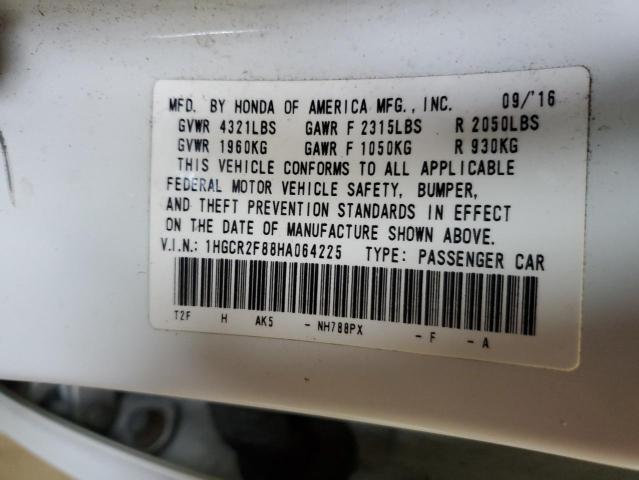 MFD. BY HONDA OF AMERICA MFG., INC. 09/'16
GVWR 4321LBS GAWR F 2315LBS R 2050LBS
GVWR 1960KG GAWR F 1050KG R 930KG
THIS VEHICLE CONFORMS TO ALL APPLICABLE
FEDERAL MOTOR VEHICLE SAFETY, BUMPER,
AND THEFT PREVENTION STANDARDS IN EFFECT
ON THE DATE OF MANUFACTURE SHOWN ABOVE.
V.I.N.: 1HGCR2F88HA064225 TYPE: PASSENGER CAR
T2F H AK5 - NH788PX - F - A